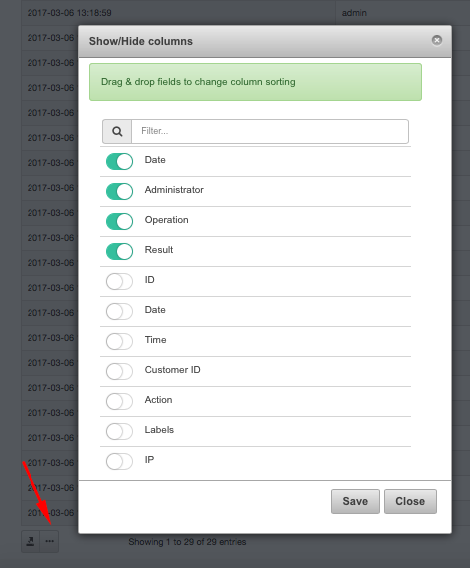 2017-03-06 13:18:59 admin
Show/Hide columns
2017-03-06
2017-03-06
Drag & drop fields to change column sorting
2017-03-06
2017-03-06
2017-03-06
Filter...
2017-03-06
Date
2017-03-06
Administrator
2017-03-06
Operation
2017-03-06
Result
2017-03-06
ID
2017-03-06
Date
2017-03-06
Time
2017-03-06
Customer ID
2017-03-06
Action
2017-03-06
Labels
2017-03-06
IP
2017-03-06
2017-03-06
2017-03-06
Save Close
2017-03-06
Showing 1 to 29 of 29 entries